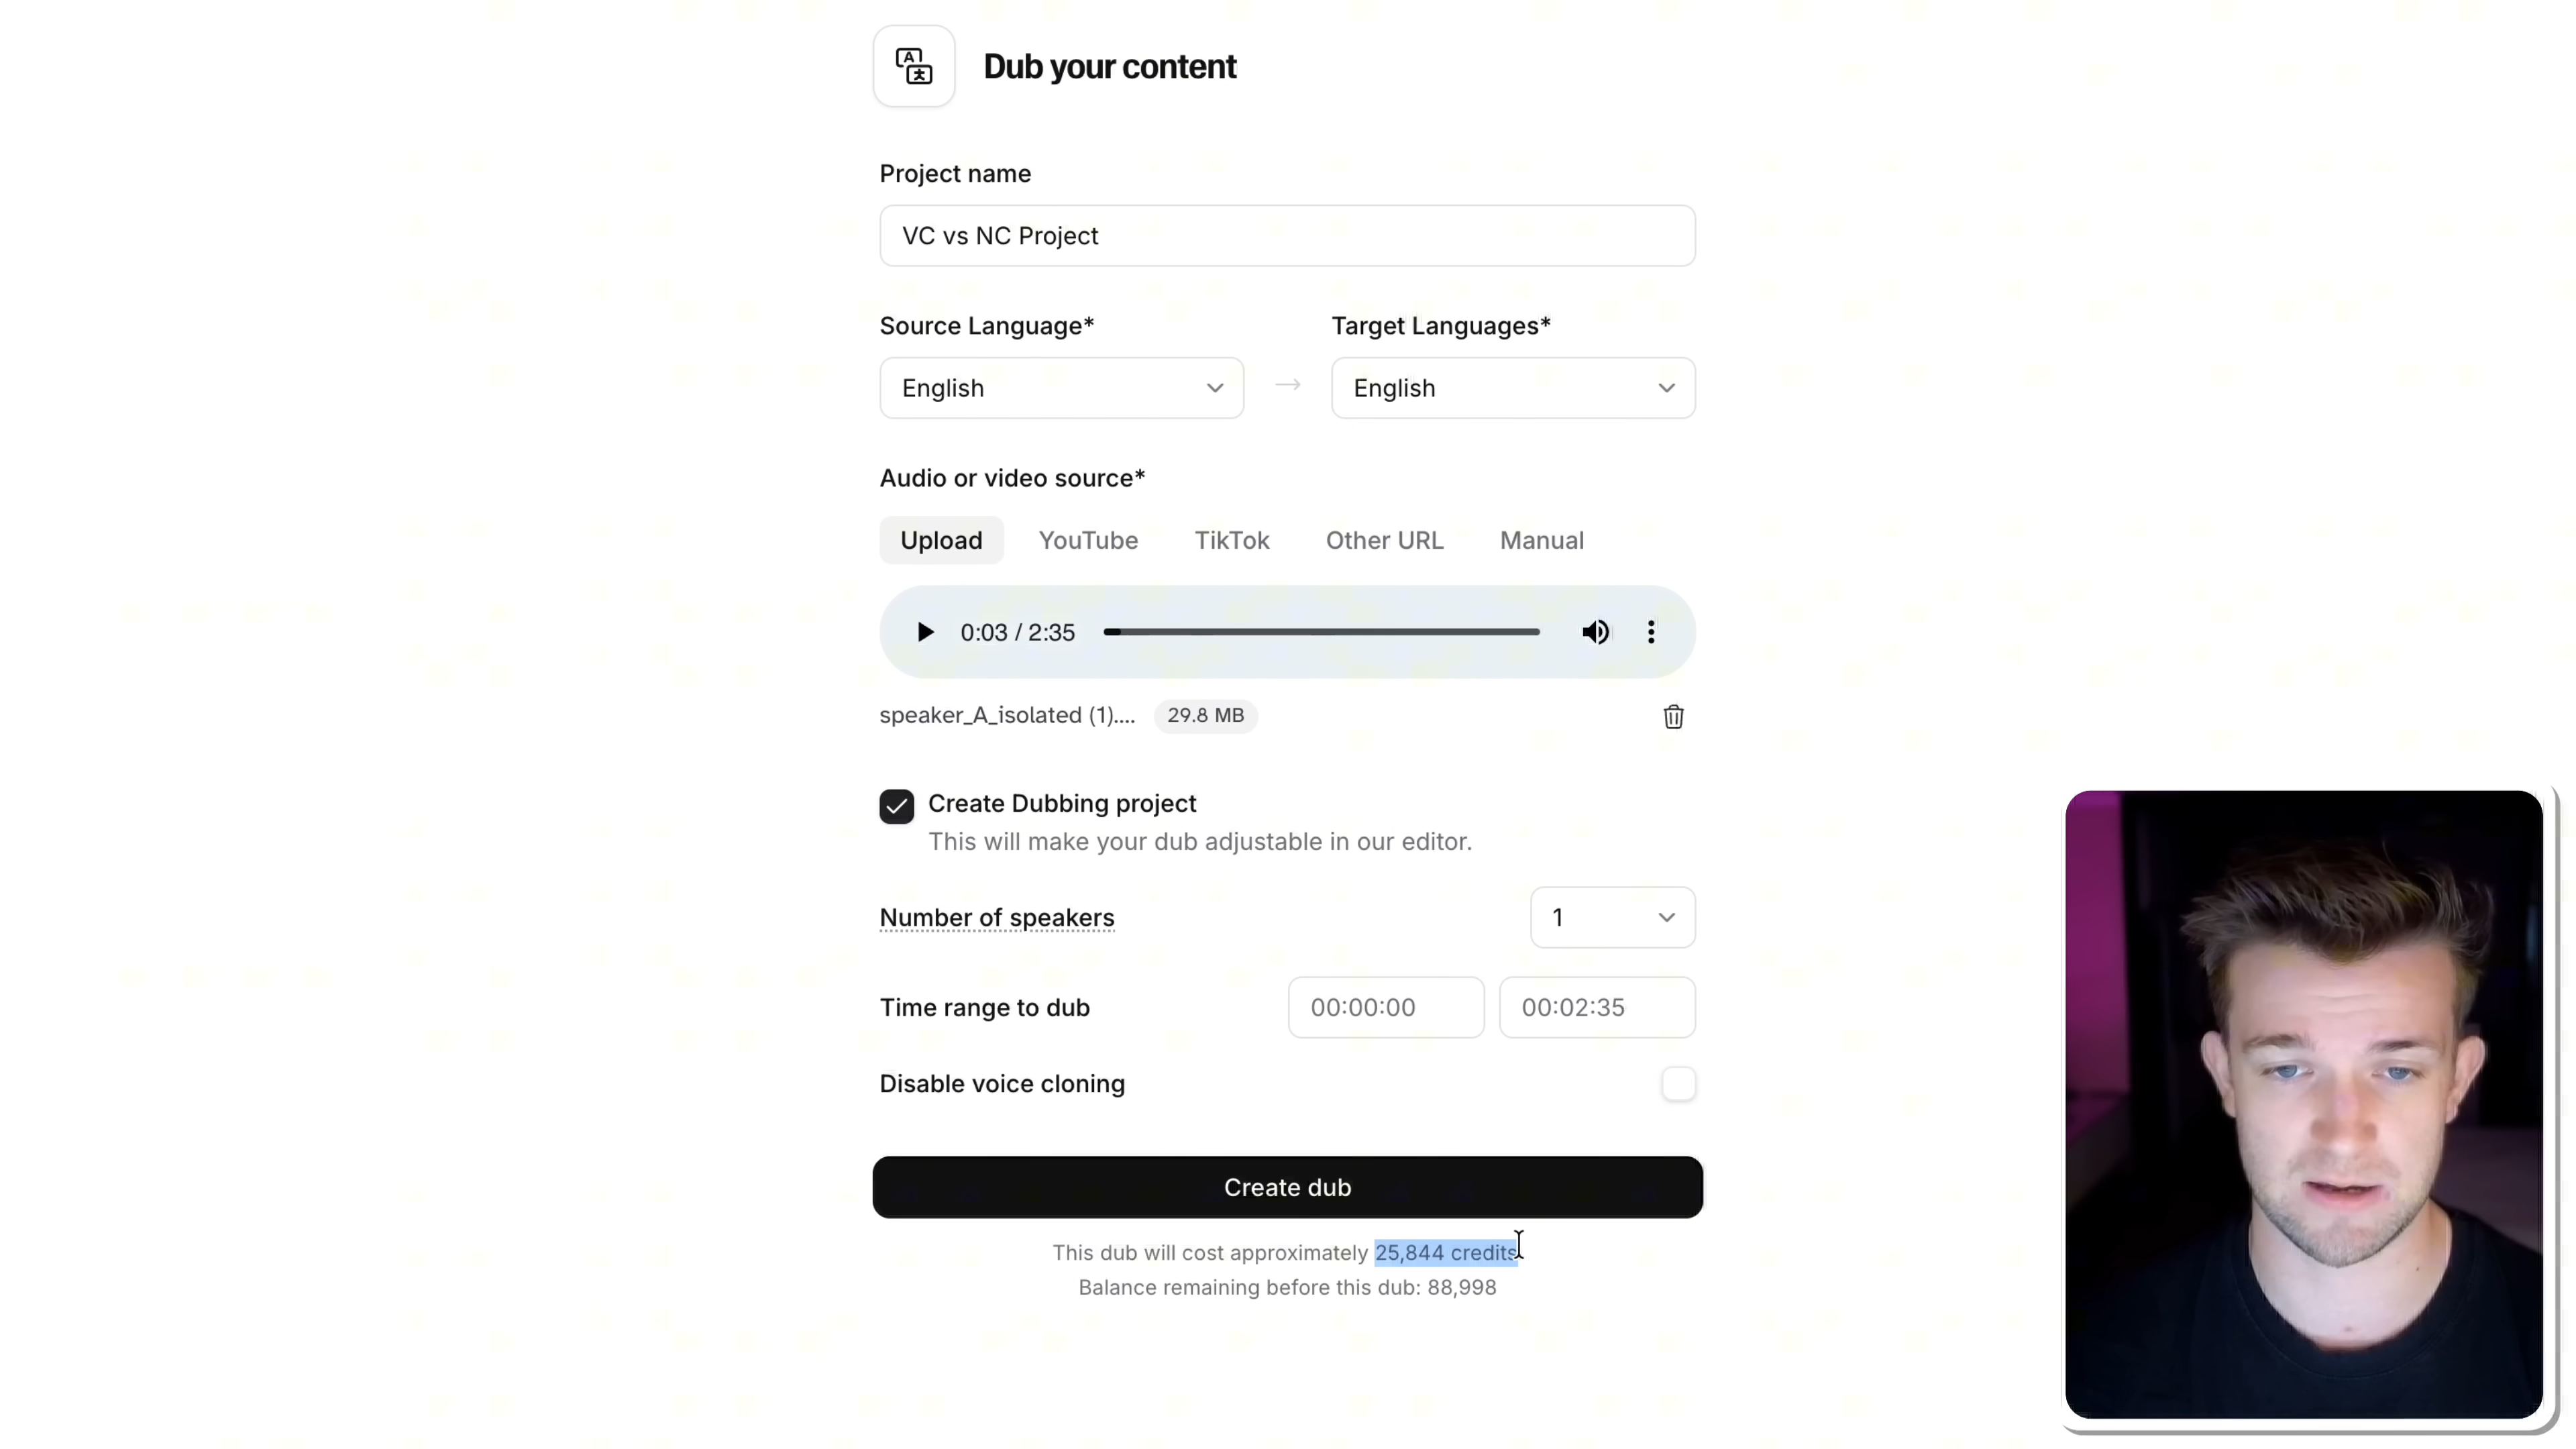 Dub your content
Project name
VC vs NC Project
Source Language* Target Languages*
English → English
Audio or video source*
Upload YouTube TikTok Other URL Manual
0:03 / 2:35
speaker_A_isolated (1).... 29.8 MB
Create Dubbing project
This will make your dub adjustable in our editor.
Number of speakers 1
Time range to dub 00:00:00 00:02:35
Disable voice cloning
Create dub
This dub will cost approximately 25,844 credits
Balance remaining before this dub: 88,998